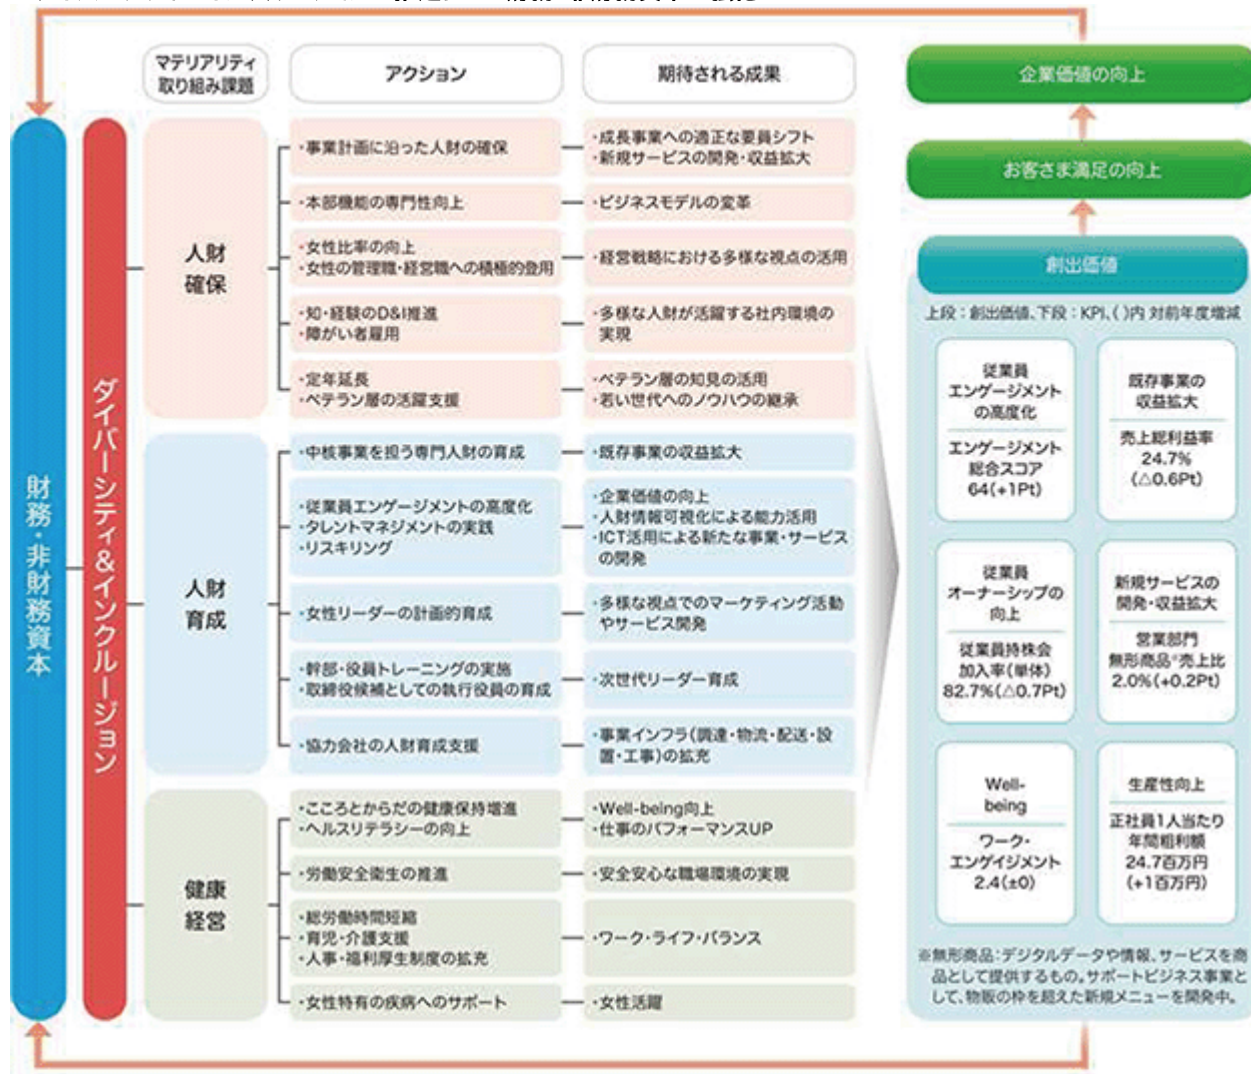 マテリアリティ
取り組み課題
アクション
期待される成果
財務・非財務資本
ダイバーシティ&インクルージョン
人財
確保
・事業計画に沿った人財の確保
・成長事業への適正な要員シフト
・新規サービスの開発・収益拡大
・本部機能の専門性向上
・ビジネスモデルの変革
・女性比率の向上
・女性の管理職・経営職への積極的登用
・経営戦略における多様な視点の活用
・知・経験のD&I推進
・障がい者雇用
・多様な人財が活躍する社内環境の
実現
・定年延長
・ベテラン層の活躍支援
・ベテラン層の知見の活用
・若い世代へのノウハウの継承
人財
育成
・中核事業を担う専門人財の育成
・既存事業の収益拡大
・従業員エンゲージメントの高度化
・タレントマネジメントの実践
・リスキリング
・企業価値の向上
・人財情報可視化による能力活用
・ICT活用による新たな事業・サービス
の開発
・女性リーダーの計画的育成
・多様な視点でのマーケティング活動
やサービス開発
・幹部・役員トレーニングの実施
・取締役候補としての執行役員の育成
・次世代リーダー育成
・協力会社の人財育成支援
・事業インフラ(調達・物流・配送・設
置・工事)の拡充
健康
経営
・こころとからだの健康保持増進
・ヘルスリテラシーの向上
・Well-being向上
・仕事のパフォーマンスUP
・労働安全衛生の推進
・安全安心な職場環境の実現
・総労働時間短縮
・育児・介護支援
・人事・福利厚生制度の拡充
・ワーク・ライフ・バランス
・女性特有の疾病へのサポート
・女性活躍
企業価値の向上
お客さま満足の向上
創出価値
上段:創出価値、下段:KPI、( )内 対前年度増減
従業員
エンゲージメント
の高度化
エンゲージメント
総合スコア
64(+1Pt)
既存事業の
収益拡大
売上総利益率
24.7%
(△0.6Pt)
従業員
オーナーシップの
向上
従業員持株会
加入率(単体)
82.7%(△0.7Pt)
新規サービスの
開発・収益拡大
営業部門
無形商品※売上比
2.0%(+0.2Pt)
Well-
being
ワーク・
エンゲイジメント
2.4(±0)
生産性向上
正社員1人当たり
年間粗利額
24.7百万円
(+1百万円)
※無形商品:デジタルデータや情報、サービスを商
品として提供するもの。サポートビジネス事業と
して、物販の枠を超えた新規メニューを開発中。